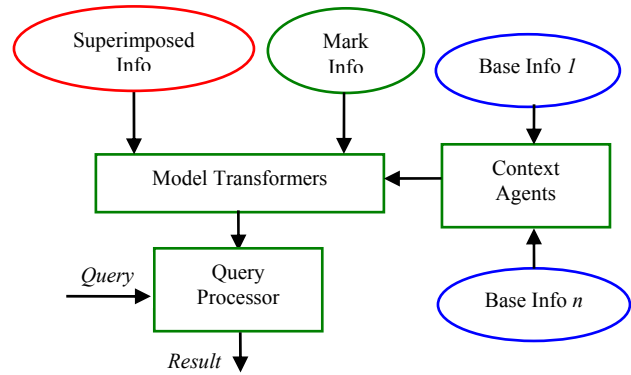 Superimposed
Info
Mark
Info
Base Info 1
Model Transformers
Context
Agents
Query
Query
Processor
Base Info n
Result